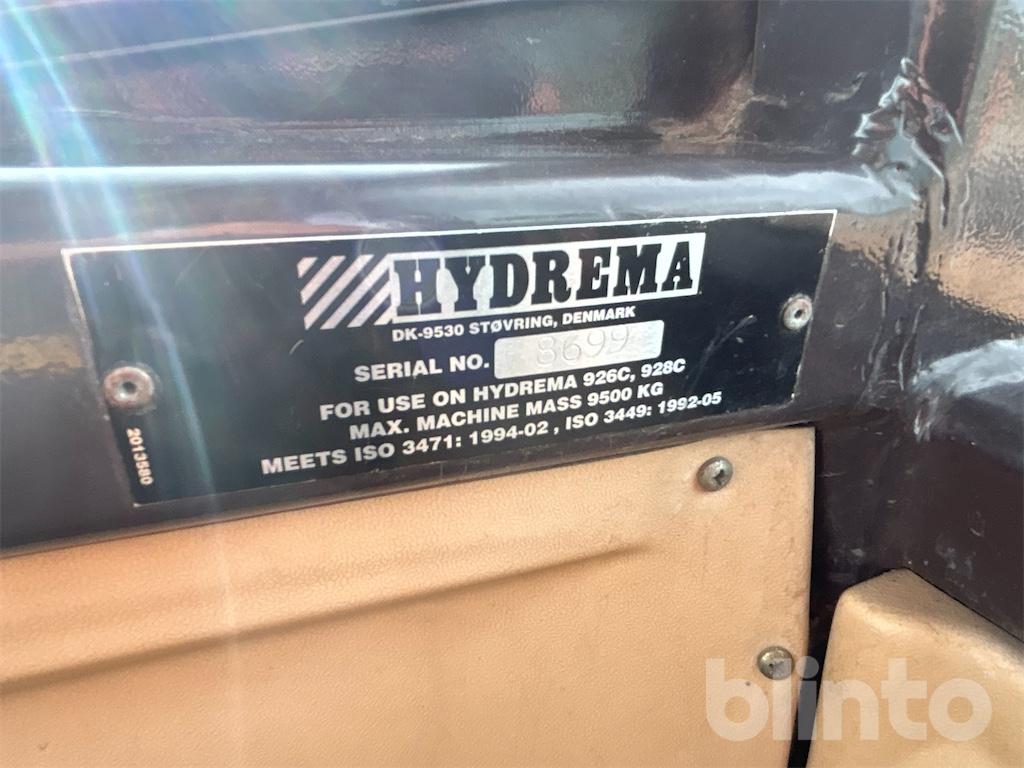 HYDREMA
DK-9530 STØVRING, DENMARK
SERIAL NO. 8699
FOR USE ON HYDREMA 926C, 928C
MAX. MACHINE MASS 9500 KG
MEETS ISO 3471: 1994-02 , ISO 3449: 1992-05
2013580
blinto